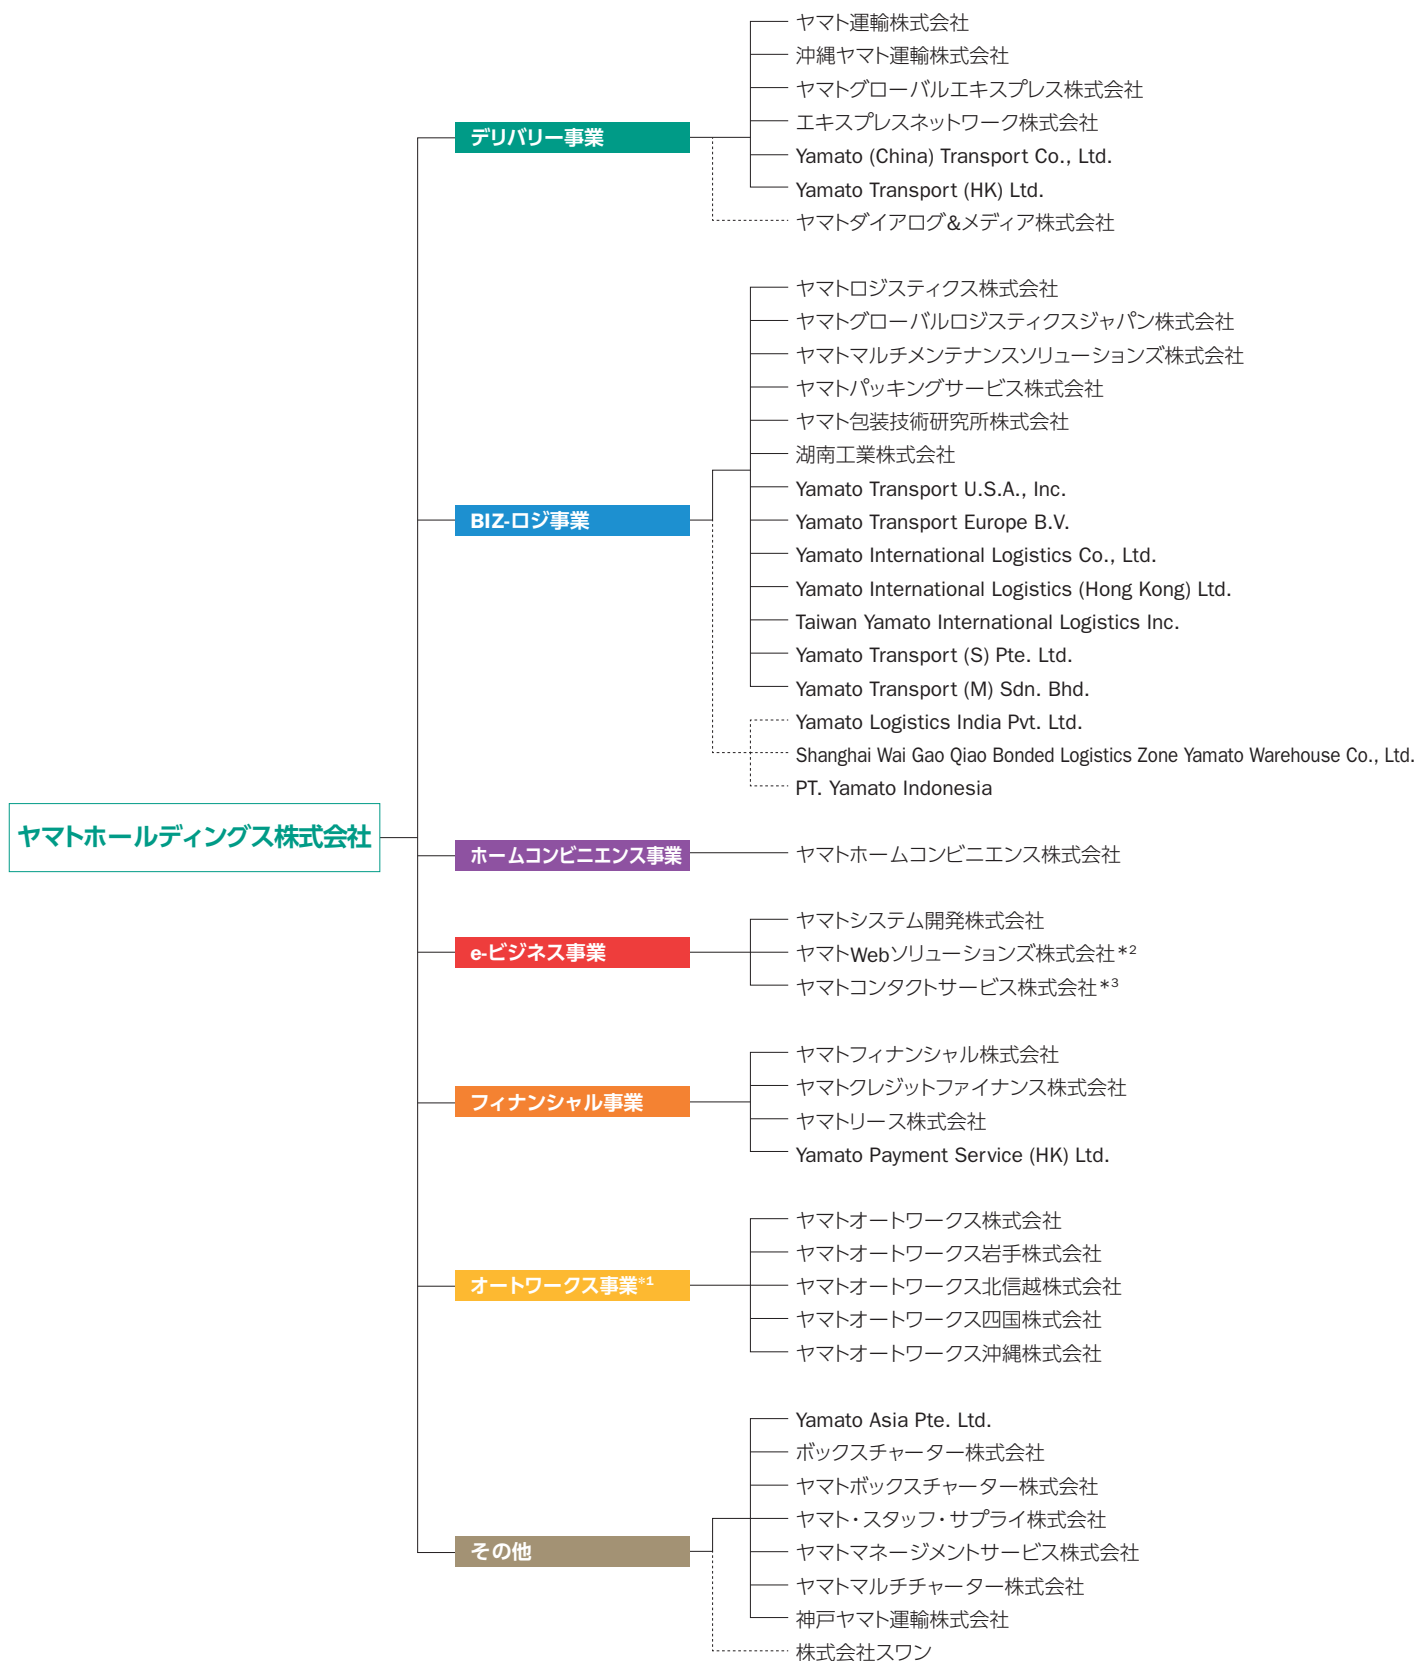 ヤマトホールディングス株式会社
デリバリー事業
ヤマト運輸株式会社
沖縄ヤマト運輸株式会社
ヤマトグローバルエキスプレス株式会社
エキスプレスネットワーク株式会社
Yamato (China) Transport Co., Ltd.
Yamato Transport (HK) Ltd.
ヤマトダイアログ&メディア株式会社
BIZ-ロジ事業
ヤマトロジスティクス株式会社
ヤマトグローバルロジスティクスジャパン株式会社
ヤマトマルチメンテナンスソリューションズ株式会社
ヤマトパッキングサービス株式会社
ヤマト包装技術研究所株式会社
湖南工業株式会社
Yamato Transport U.S.A., Inc.
Yamato Transport Europe B.V.
Yamato International Logistics Co., Ltd.
Yamato International Logistics (Hong Kong) Ltd.
Taiwan Yamato International Logistics Inc.
Yamato Transport (S) Pte. Ltd.
Yamato Transport (M) Sdn. Bhd.
Yamato Logistics India Pvt. Ltd.
Shanghai Wai Gao Qiao Bonded Logistics Zone Yamato Warehouse Co., Ltd.
PT. Yamato Indonesia
ホームコンビニエンス事業
ヤマトホームコンビニエンス株式会社
e-ビジネス事業
ヤマトシステム開発株式会社
ヤマトWebソリューションズ株式会社*2
ヤマトコンタクトサービス株式会社*3
フィナンシャル事業
ヤマトフィナンシャル株式会社
ヤマトクレジットファイナンス株式会社
ヤマトリース株式会社
Yamato Payment Service (HK) Ltd.
オートワークス事業*1
ヤマトオートワークス株式会社
ヤマトオートワークス岩手株式会社
ヤマトオートワークス北信越株式会社
ヤマトオートワークス四国株式会社
ヤマトオートワークス沖縄株式会社
その他
Yamato Asia Pte. Ltd.
ボックスチャーター株式会社
ヤマトボックスチャーター株式会社
ヤマト・スタッフ・サプライ株式会社
ヤマトマネージメントサービス株式会社
ヤマトマルチチャーター株式会社
神戸ヤマト運輸株式会社
株式会社スワン